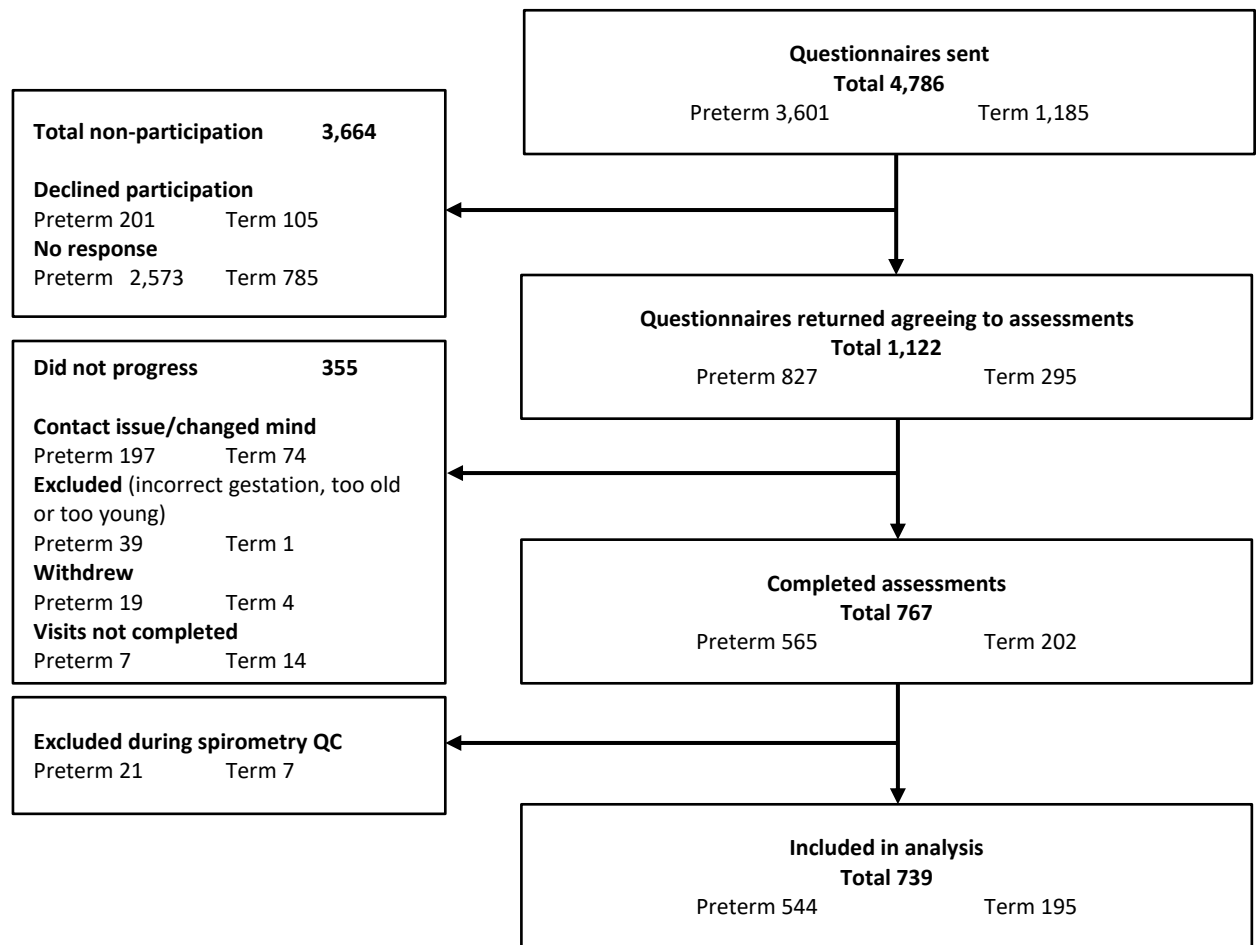 Questionnaires sent
Total 4,786
Preterm 3,601 Term 1,185
Total non-participation 3,664
Declined participation
Preterm 201 Term 105
No response
Preterm 2,573 Term 785
Questionnaires returned agreeing to assessments
Total 1,122
Preterm 827 Term 295
Did not progress 355
Contact issue/changed mind
Preterm 197 Term 74
Excluded (incorrect gestation, too old
or too young)
Preterm 39 Term 1
Withdrew
Preterm 19 Term 4
Visits not completed
Preterm 7 Term 14
Completed assessments
Total 767
Preterm 565 Term 202
Excluded during spirometry QC
Preterm 21 Term 7
Included in analysis
Total 739
Preterm 544 Term 195